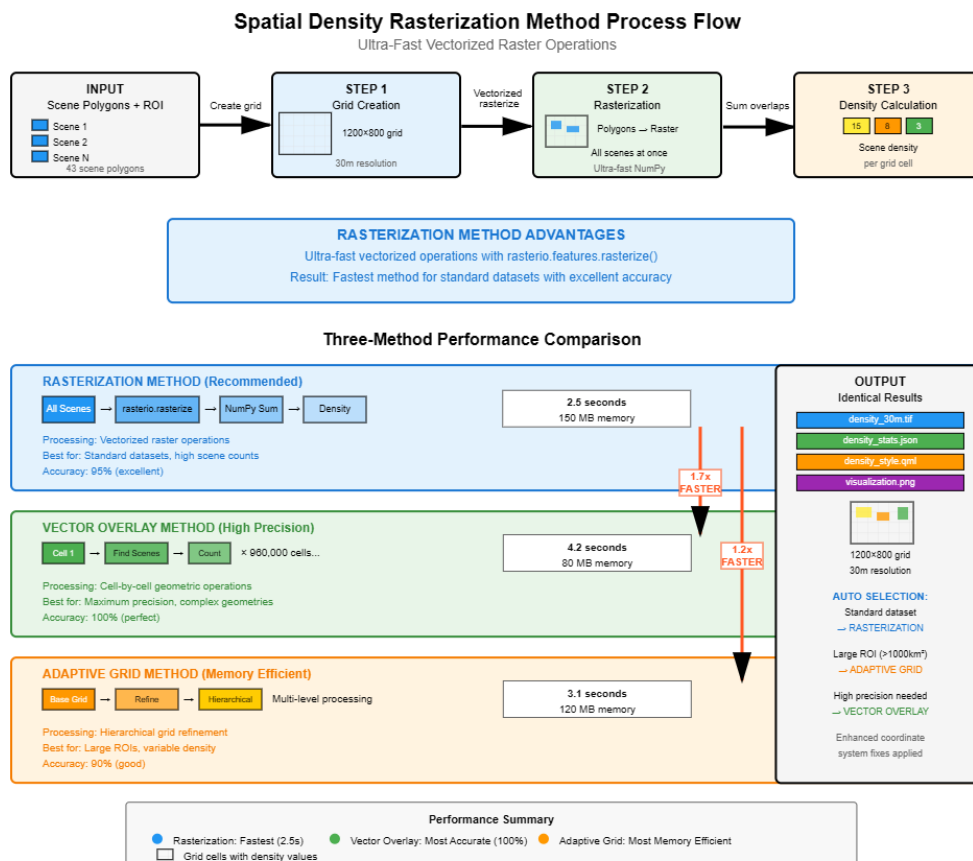 Spatial Density Rasterization Method Process Flow
Ultra-Fast Vectorized Raster Operations
INPUT
Scene Polygons + ROI
Scene 1
Scene 2
Scene N
43 scene polygons
Create grid
STEP 1
Grid Creation
1200×800 grid
30m resolution
Vectorized
rasterize
STEP 2
Rasterization
Polygons → Raster
All scenes at once
Ultra-fast NumPy
Sum overlaps
STEP 3
Density Calculation
15 8 3
Scene density
per grid cell
RASTERIZATION METHOD ADVANTAGES
Ultra-fast vectorized operations with rasterio.features.rasterize()
Result: Fastest method for standard datasets with excellent accuracy
Three-Method Performance Comparison
RASTERIZATION METHOD (Recommended)
All Scenes → rasterio.rasterize → NumPy Sum → Density
Processing: Vectorized raster operations
Best for: Standard datasets, high scene counts
Accuracy: 95% (excellent)
2.5 seconds
150 MB memory
1.7x
FASTER
VECTOR OVERLAY METHOD (High Precision)
Cell 1 → Find Scenes → Count × 960,000 cells...
Processing: Cell-by-cell geometric operations
Best for: Maximum precision, complex geometries
Accuracy: 100% (perfect)
4.2 seconds
80 MB memory
1.2x
FASTER
ADAPTIVE GRID METHOD (Memory Efficient)
Base Grid → Refine → Hierarchical Multi-level processing
Processing: Hierarchical grid refinement
Best for: Large ROIs, variable density
Accuracy: 90% (good)
3.1 seconds
120 MB memory
OUTPUT
Identical Results
density_30m.tif
density_stats.json
density_style.qml
visualization.png
1200×800 grid
30m resolution
AUTO SELECTION:
Standard dataset
→ RASTERIZATION
Large ROI (>1000km²)
→ ADAPTIVE GRID
High precision needed
→ VECTOR OVERLAY
Enhanced coordinate
system fixes applied
Performance Summary
Rasterization: Fastest (2.5s) Vector Overlay: Most Accurate (100%) Adaptive Grid: Most Memory Efficient
Grid cells with density values